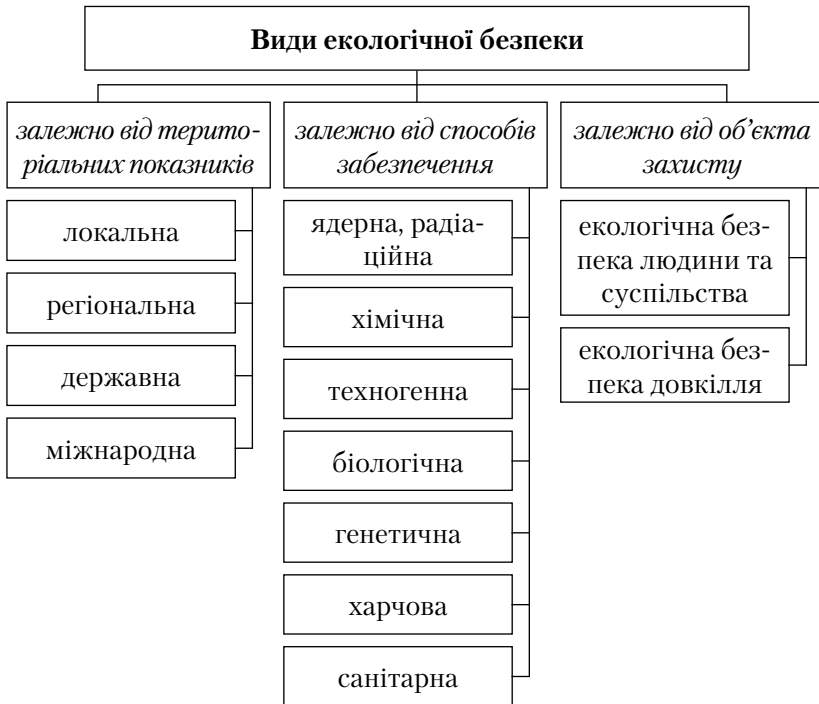 Види екологічної безпеки
залежно від терито-
ріальних показників
локальна
регіональна
державна
міжнародна
залежно від способів
забезпечення
ядерна, радіа-
ційна
хімічна
техногенна
біологічна
генетична
харчова
санітарна
залежно від об’єкта
захисту
екологічна без-
пека людини та
суспільства
екологічна без-
пека довкілля